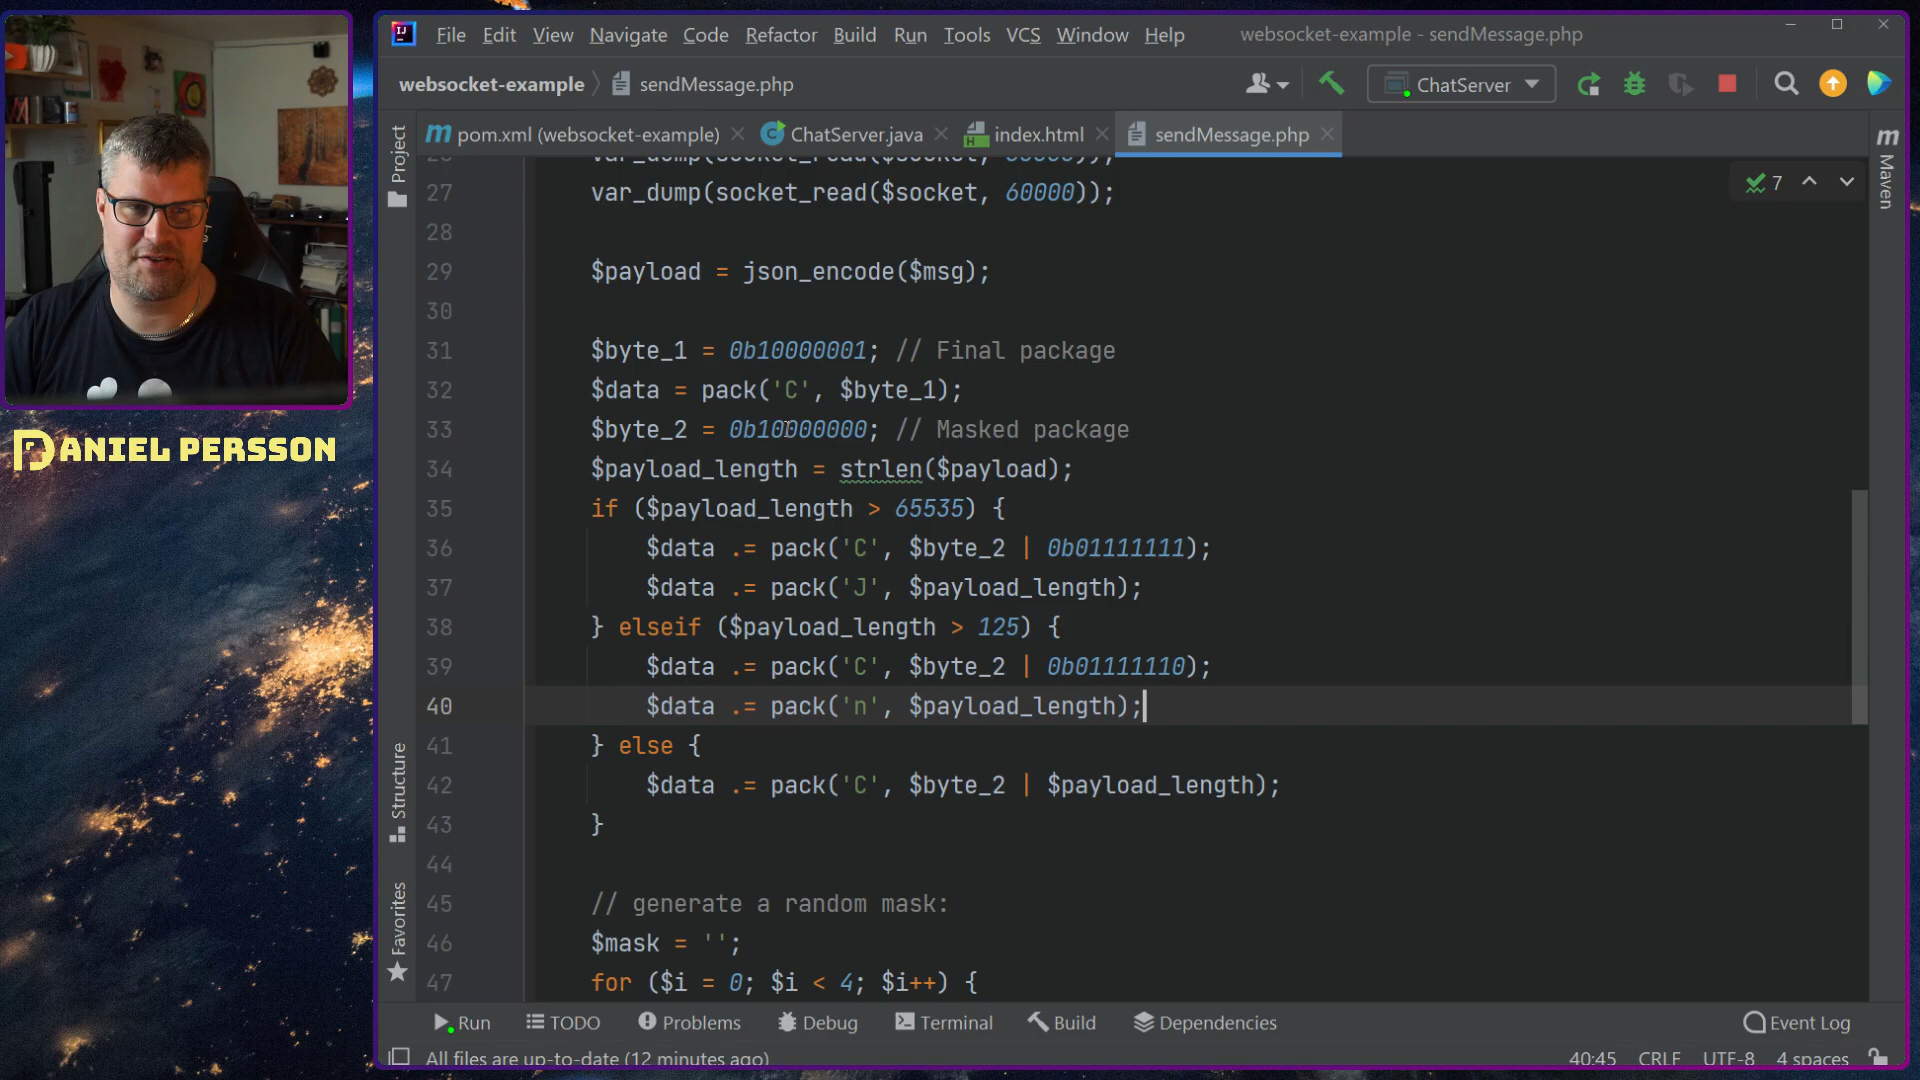 File Edit View Navigate Code Refactor Build Run Tools VCS Window Help websocket-example - sendMessage.php
websocket-example sendMessage.php ChatServer
pom.xml (websocket-example) ChatServer.java index.html sendMessage.php
DANIEL PERSSON
Project
Structure
Favorites
m
Maven
7
27 var_dump(socket_read($socket, 60000));
28
29 $payload = json_encode($msg);
30
31 $byte_1 = 0b10000001; // Final package
32 $data = pack('C', $byte_1);
33 $byte_2 = 0b10000000; // Masked package
34 $payload_length = strlen($payload);
35 if ($payload_length > 65535) {
36 $data .= pack('C', $byte_2 | 0b01111111);
37 $data .= pack('J', $payload_length);
38 } elseif ($payload_length > 125) {
39 $data .= pack('C', $byte_2 | 0b01111110);
40 $data .= pack('n', $payload_length);
41 } else {
42 $data .= pack('C', $byte_2 | $payload_length);
43 }
44
45 // generate a random mask:
46 $mask = '';
47 for ($i = 0; $i < 4; $i++) {
Run TODO Problems Debug Terminal Build Dependencies Event Log
All files are up-to-date (12 minutes ago) 40:45 CRLF UTF-8 4 spaces